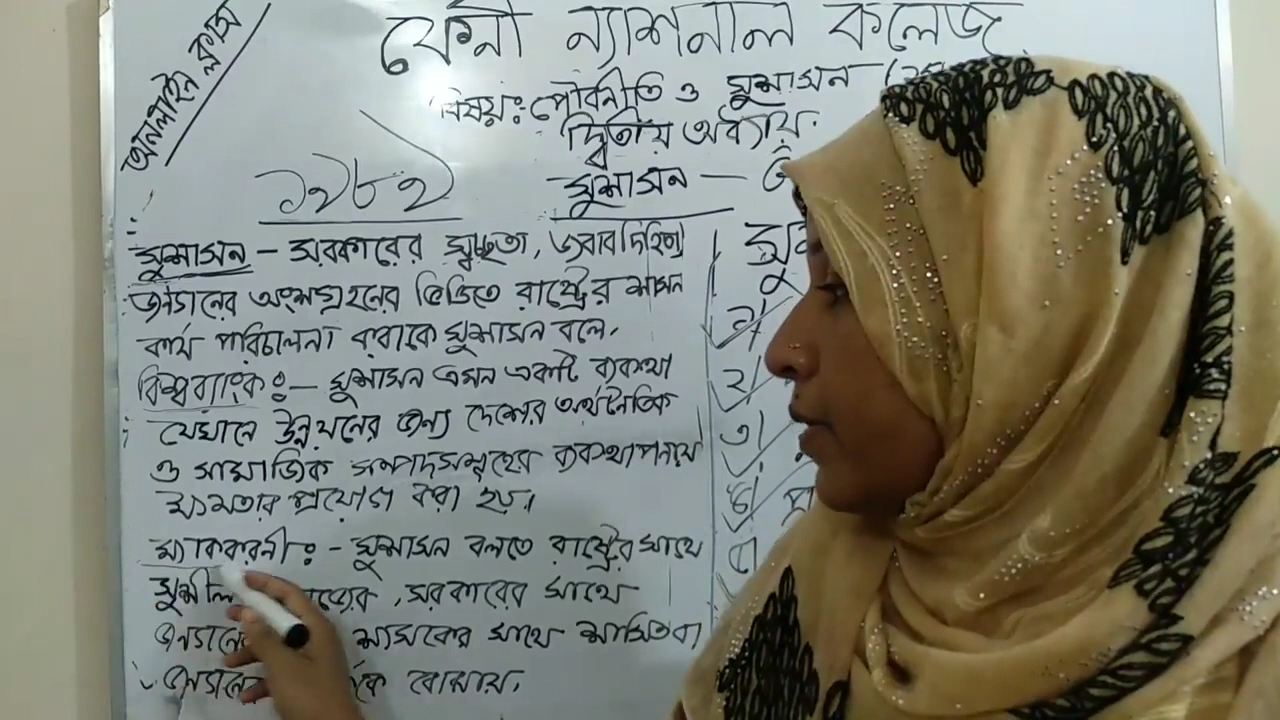 অনলাইন ক্লাস
ফেনী ন্যাশনাল কলেজ
বিষয়ঃ পৌরনীতি ও সুশাসন
দ্বিতীয় অধ্যায়
সুশাসন —
১৯৮৯
সুশাসন – সরকারের স্বচ্ছতা, জবাবদিহিতা
জনগনের অংশগ্রহনের ভিত্তিতে রাষ্ট্রের শাসন
কার্য পরিচালনা করাকে সুশাসন বলে।
বিশ্বব্যাংক ঃ – সুশাসন এমন একটি ব্যবস্থা
যেখানে উন্নয়নের জন্য দেশের অর্থনৈতিক
ও সামাজিক সম্পদসমূহের ব্যবস্থাপনায়
ক্ষমতার প্রয়োগ করা হয়।
ম্যাককরনী ঃ - সুশাসন বলতে রাষ্ট্রের সাথে
সুশীল , সরকারের সাথে
শাসকের সাথে শাসিত বা
বোঝায়।
১।
২।
৩।
৪।
৫।